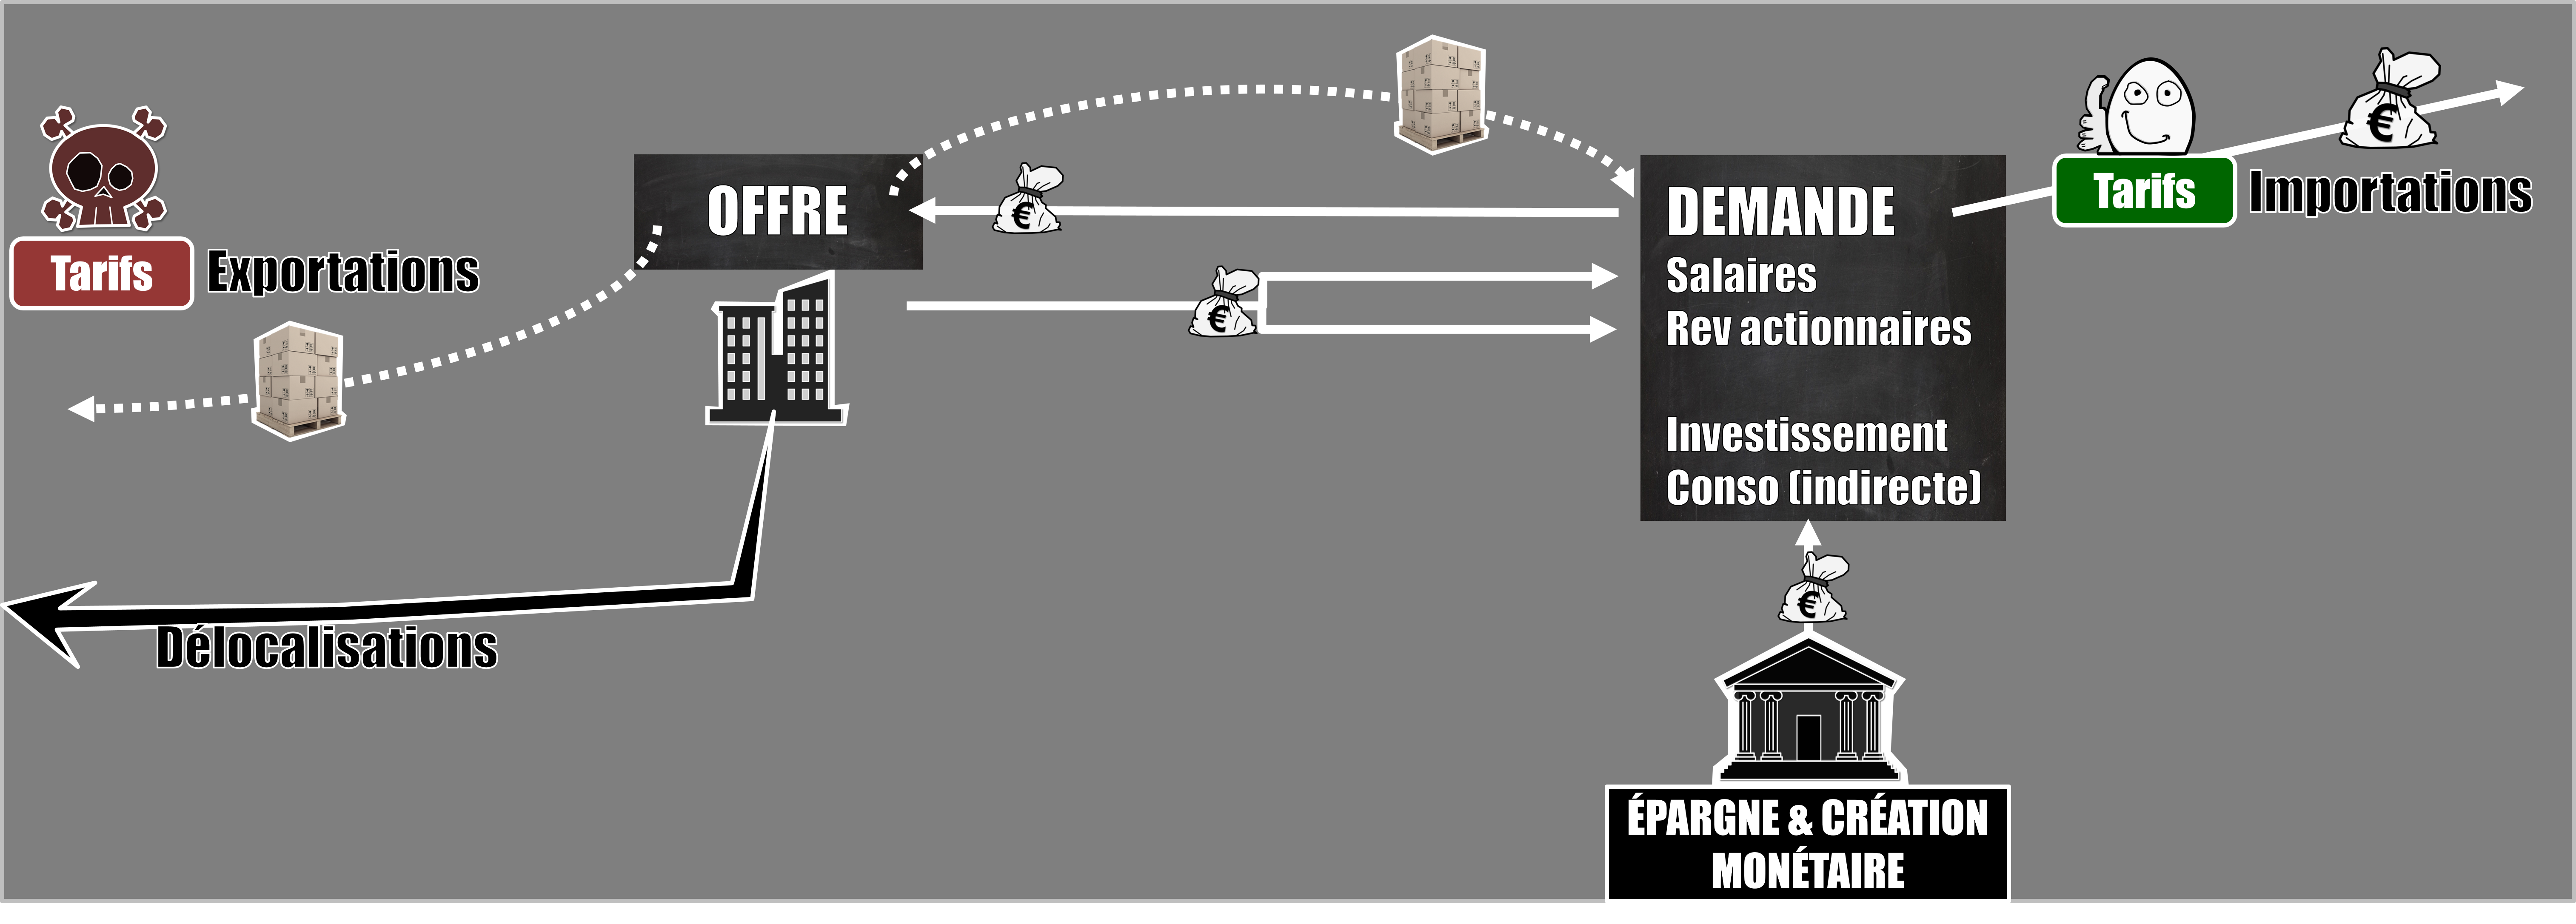 Tarifs
Exportations
OFFRE
€
€
DEMANDE
Salaires
Rev actionnaires
Investissement
Conso (indirecte)
Tarifs
Importations
€
Délocalisations
€
ÉPARGNE & CRÉATION
MONÉTAIRE